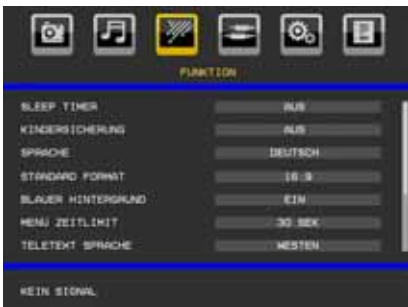 FUNKTION
SLEEP TIMER AUS
KINDERSICHERUNG AUS
SPRACHE DEUTSCH
STANDARD FORMAT 16:9
BLAUER HINTERGRUND EIN
MENÜ ZEITLIMIT 30 SEK
TELETEXT SPRACHE WESTEN
KEIN SIGNAL